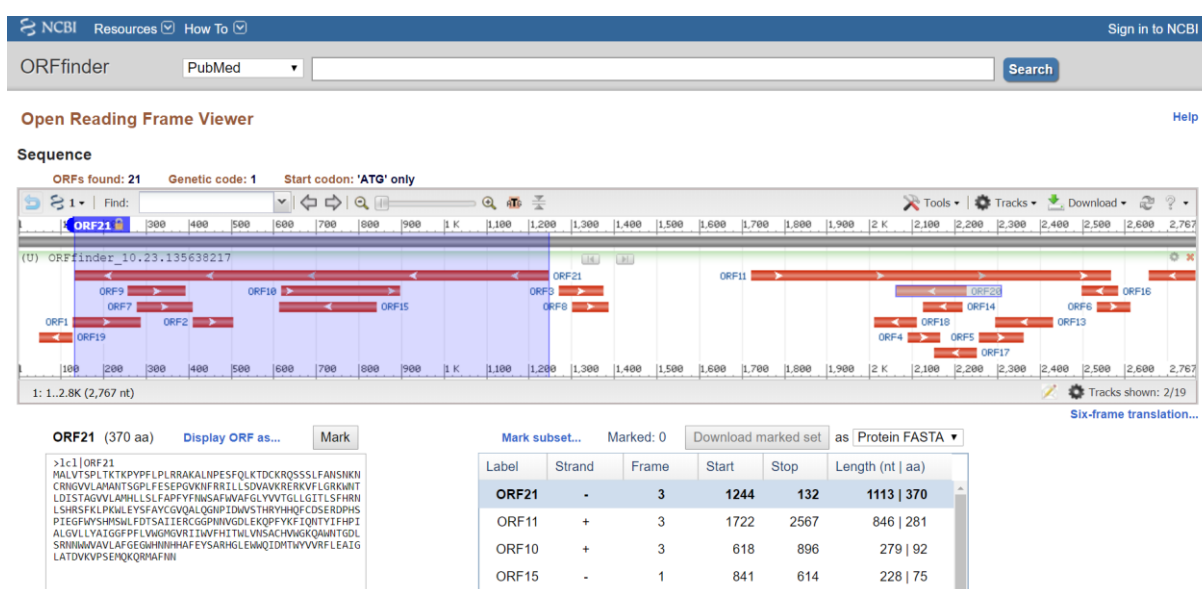 NCBI Resources How To Sign in to NCBI
ORFfinder PubMed Search
Open Reading Frame Viewer Help
Sequence
ORFs found: 21 Genetic code: 1 Start codon: 'ATG' only
1 Find: Tools Tracks Download ?
1 ORF21 300 400 500 600 700 800 900 1 K 1,100 1,200 1,300 1,400 1,500 1,600 1,700 1,800 1,900 2 K 2,100 2,200 2,300 2,400 2,500 2,600 2,767
(U) ORFfinder_10.23.135638217
ORF21 ORF11
ORF9 ORF10 ORF3 ORF20 ORF16
ORF7 ORF15 ORF8 ORF14 ORF6
ORF1 ORF2 ORF18 ORF13
ORF19 ORF4 ORF5
ORF17
1 100 200 300 400 500 600 700 800 900 1 K 1,100 1,200 1,300 1,400 1,500 1,600 1,700 1,800 1,900 2 K 2,100 2,200 2,300 2,400 2,500 2,600 2,767
1: 1..2.8K (2,767 nt) Tracks shown: 2/19
Six-frame translation...
ORF21 (370 aa) Display ORF as... Mark
>lcl|ORF21
MALVTSPLTKTKPYPFLPLRRAKALNPESFQLKTDCKRQSSSLFANSNKN
CRNGVVLAMANTSGPLFESEPGVKNFRRILLSDVAVKRERKVFLGRKWNT
LDISTAGVVLAMHLLSLFAPFYFNWSAFWVAFGLYVVTGLLGITLSFHRN
LSHRSFKLPKWLEYSFAYCGVQALQGNPIDWVSTHRYHHQFCDSERDPHS
PIEGFWYSHMSWLFDTSAIIERCGGPNNVGDLEKQPFYKFIQNTYIFHPI
ALGVLLYAIGGFPFLVWGMGVRIIWVFHITWLVNSACHVWGKQAWNTGDL
SRNNWWVAVLAFGEGWHNNHHAFEYSARHGLEWWQIDMTWYVVRFLEAIG
LATDVKVPSEMQKQRMAFNN
Mark subset... Marked: 0 Download marked set as Protein FASTA
Label Strand Frame Start Stop Length (nt | aa)
ORF21 - 3 1244 132 1113 | 370
ORF11 + 3 1722 2567 846 | 281
ORF10 + 3 618 896 279 | 92
ORF15 - 1 841 614 228 | 75